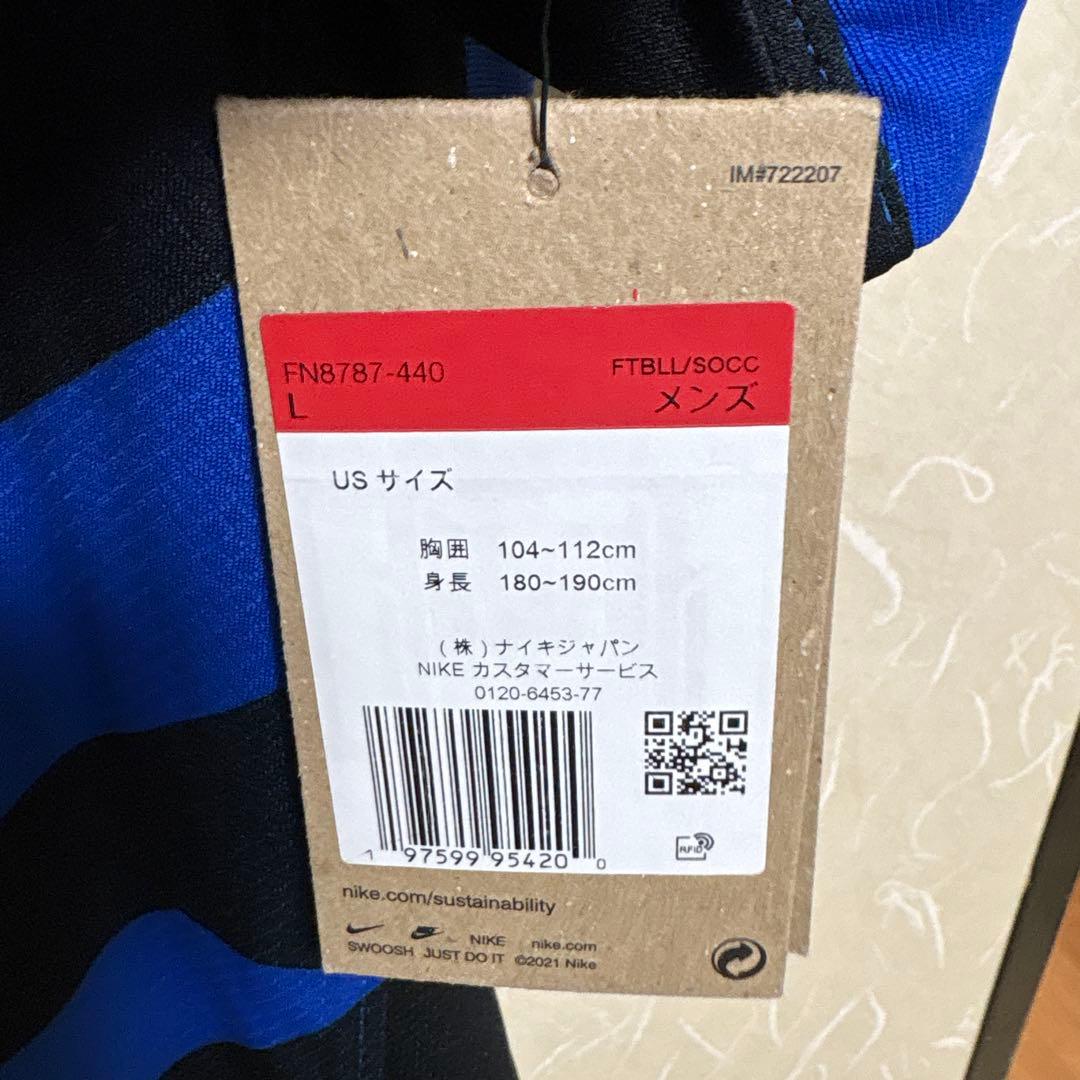 IM#722207
FN8787-440
FTBLL/SOCC
L
メンズ
US サイズ
胸囲 104~112cm
身長 180~190cm
(株)ナイキジャパン
NIKE カスタマーサービス
0120-6453-77
1 97599 95420 0
RFID
nike.com/sustainability
NIKE nike.com
SWOOSH JUST DO IT ©2021 Nike